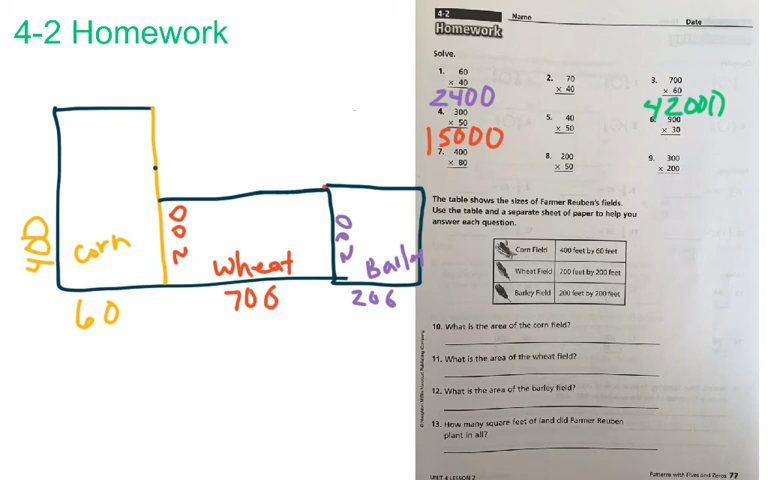 4-2 Homework
400
corn
60
200
wheat
706
200
Barley
206
4-2
Homework
Name
Date
Solve.
1. 60
× 40
2400
2. 70
× 40
3. 700
× 60
42000
4. 300
× 50
15000
5. 40
× 50
6. 900
× 30
7. 400
× 80
8. 200
× 50
9. 300
× 200
The table shows the sizes of Farmer Reuben's fields.
Use the table and a separate sheet of paper to help you
answer each question.
Corn Field 400 feet by 60 feet
Wheat Field 700 feet by 200 feet
Barley Field 200 feet by 200 feet
10. What is the area of the corn field?
11. What is the area of the wheat field?
12. What is the area of the barley field?
13. How many square feet of land did Farmer Reuben
plant in all?
© Houghton Mifflin Harcourt Publishing Company
UNIT 4 LESSON 2
Patterns with Fives and Zeros 77